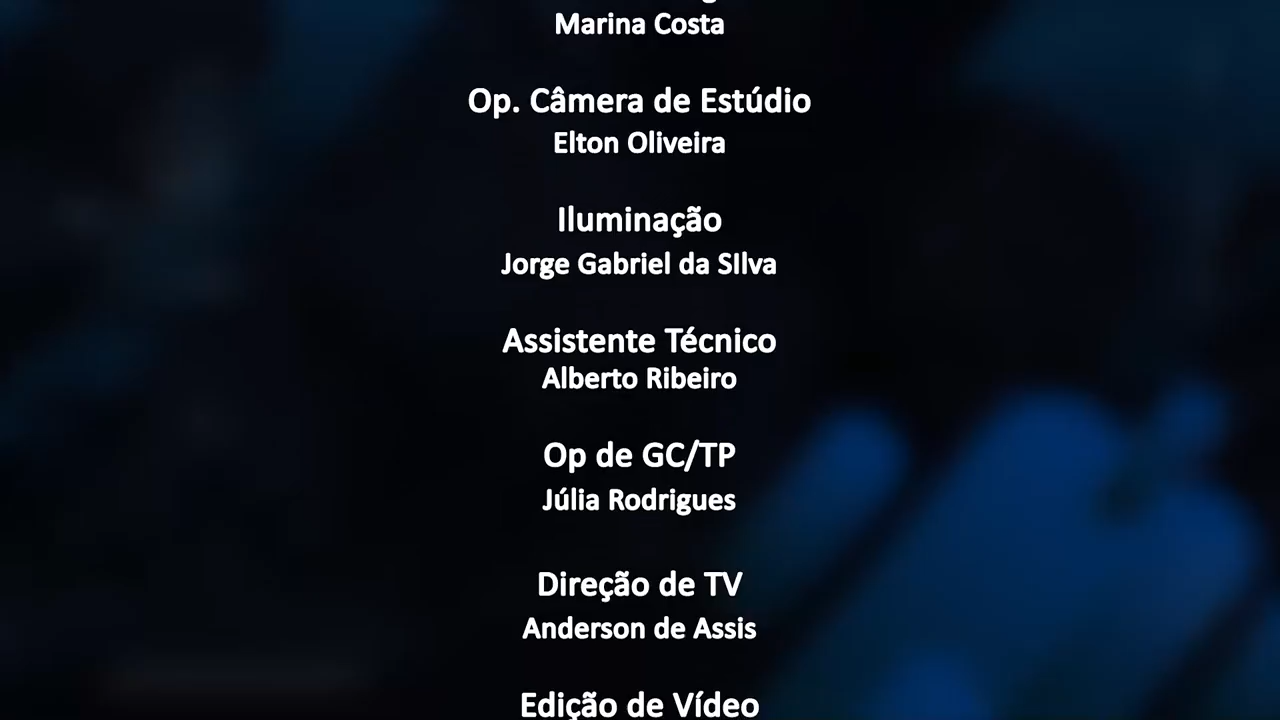 Marina Costa
Op. Câmera de Estúdio
Elton Oliveira
Iluminação
Jorge Gabriel da SIlva
Assistente Técnico
Alberto Ribeiro
Op de GC/TP
Júlia Rodrigues
Direção de TV
Anderson de Assis
Edição de Vídeo